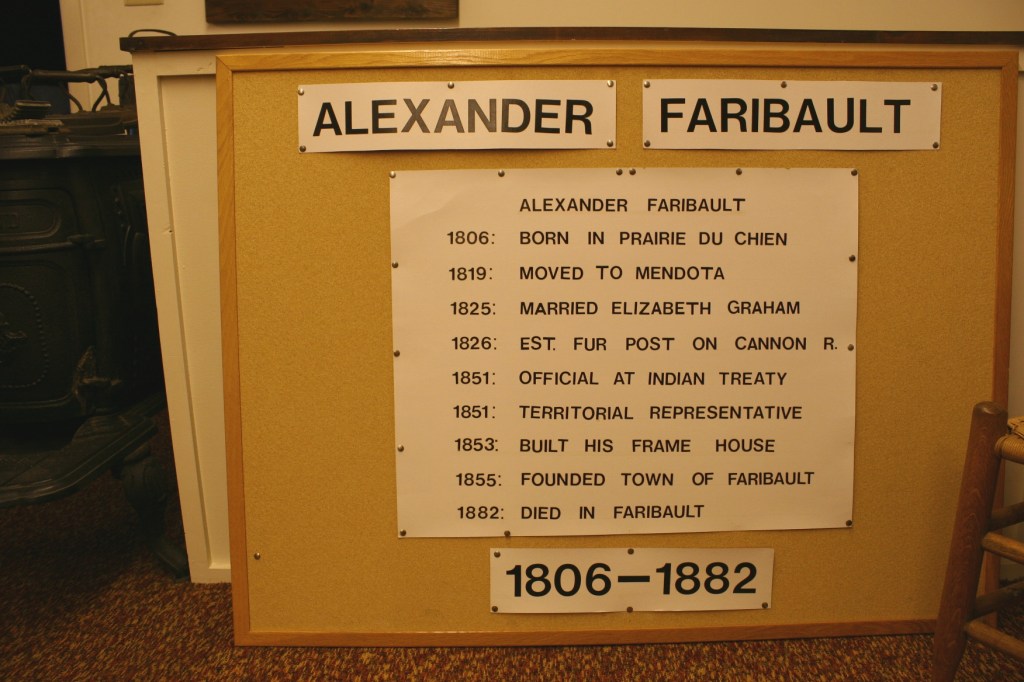 ALEXANDER FARIBAULT
ALEXANDER FARIBAULT
1806: BORN IN PRAIRIE DU CHIEN
1819: MOVED TO MENDOTA
1825: MARRIED ELIZABETH GRAHAM
1826: EST. FUR POST ON CANNON R.
1851: OFFICIAL AT INDIAN TREATY
1851: TERRITORIAL REPRESENTATIVE
1853: BUILT HIS FRAME HOUSE
1855: FOUNDED TOWN OF FARIBAULT
1882: DIED IN FARIBAULT
1806–1882